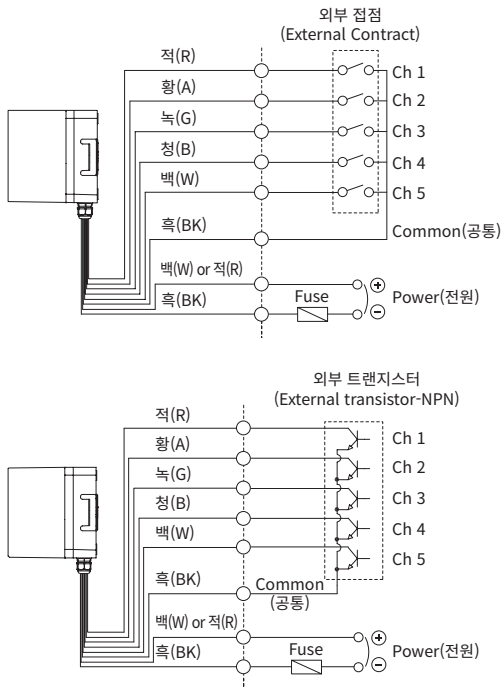 외부 접점
(External Contract)
적(R)
Ch 1
황(A)
Ch 2
녹(G)
Ch 3
청(B)
Ch 4
백(W)
Ch 5
흑(BK)
Common(공통)
백(W) or 적(R)
+
Fuse
Power(전원)
흑(BK)
−
외부 트랜지스터
(External transistor-NPN)
적(R)
Ch 1
황(A)
Ch 2
녹(G)
Ch 3
청(B)
Ch 4
백(W)
Ch 5
흑(BK)
Common
(공통)
백(W) or 적(R)
+
Fuse
Power(전원)
흑(BK)
−